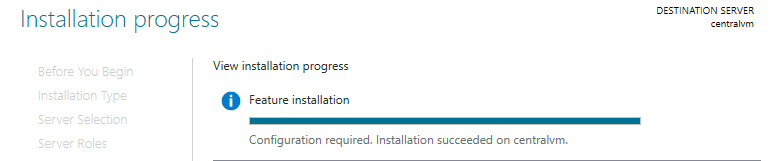 Installation progress
DESTINATION SERVER
centralvm
Before You Begin
Installation Type
Server Selection
Server Roles
View installation progress
Feature installation
Configuration required. Installation succeeded on centralvm.